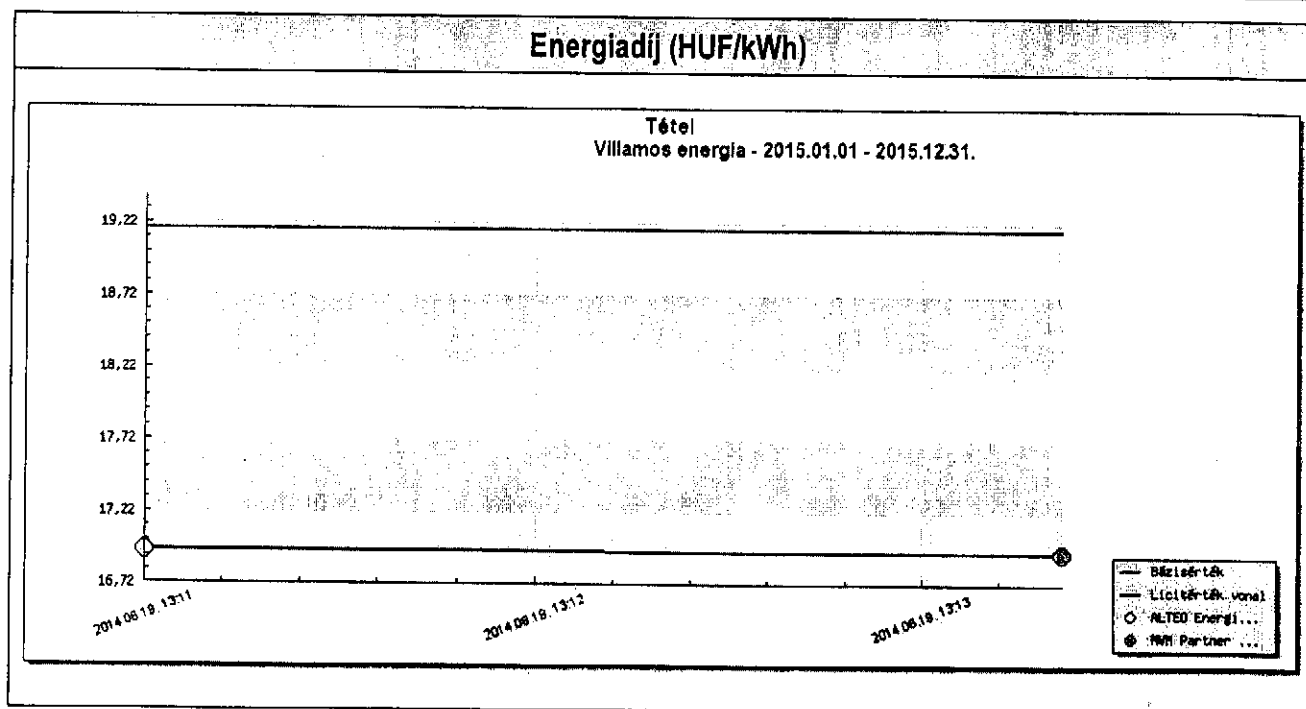 Energiadíj (HUF/kWh)
Tétel
Villamos energia - 2015.01.01 - 2015.12.31.
19,22
18,72
18,22
17,72
17,22
16,72
2014.08.19. 13:11
2014.08.19. 13:12
2014.08.19. 13:13
Bázisérték
Licitérték vonal
ALTEO Energi...
MVM Partner ...